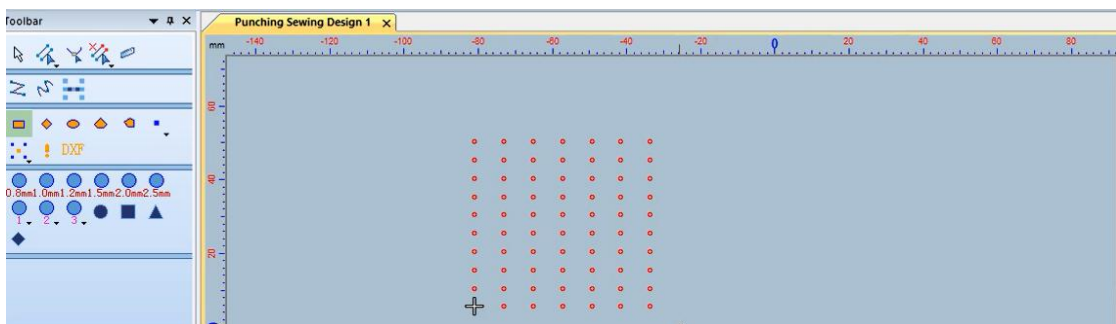 Toolbar
Punching Sewing Design 1
mm -140 -120 -100 -80 -60 -40 -20 0 20 40 60 80
60
40
20
DXF
0.8mm1.0mm1.2mm1.5mm2.0mm2.5mm
1 2 3